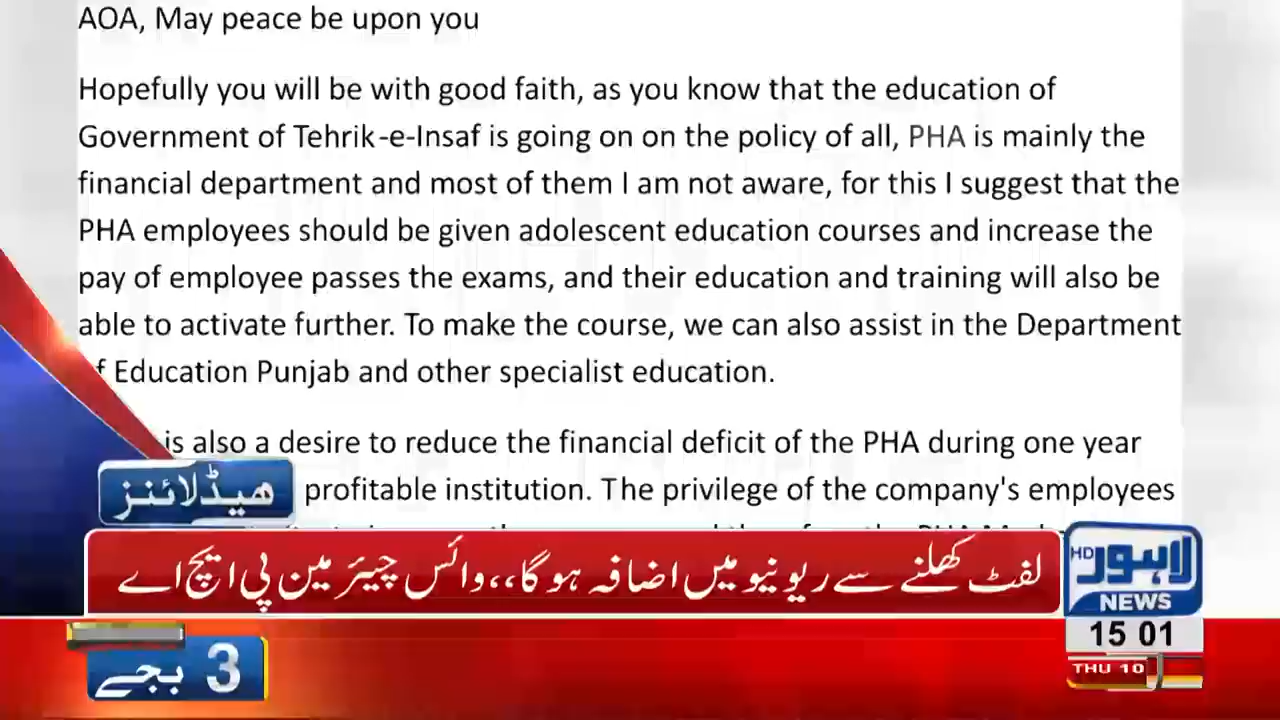 AOA, May peace be upon you
Hopefully you will be with good faith, as you know that the education of
Government of Tehrik-e-Insaf is going on on the policy of all, PHA is mainly the
financial department and most of them I am not aware, for this I suggest that the
PHA employees should be given adolescent education courses and increase the
pay of employee passes the exams, and their education and training will also be
able to activate further. To make the course, we can also assist in the Department
Education Punjab and other specialist education.
is also a desire to reduce the financial deficit of the PHA during one year
profitable institution. The privilege of the company's employees
ھیڈلائنز
لفٹ کھلنے سے ریونیو میں اضافہ ہو گا،،وائس چیئر مین پی ایچ اے
HD لاہور
NEWS
15 01
THU 10
3 بجے